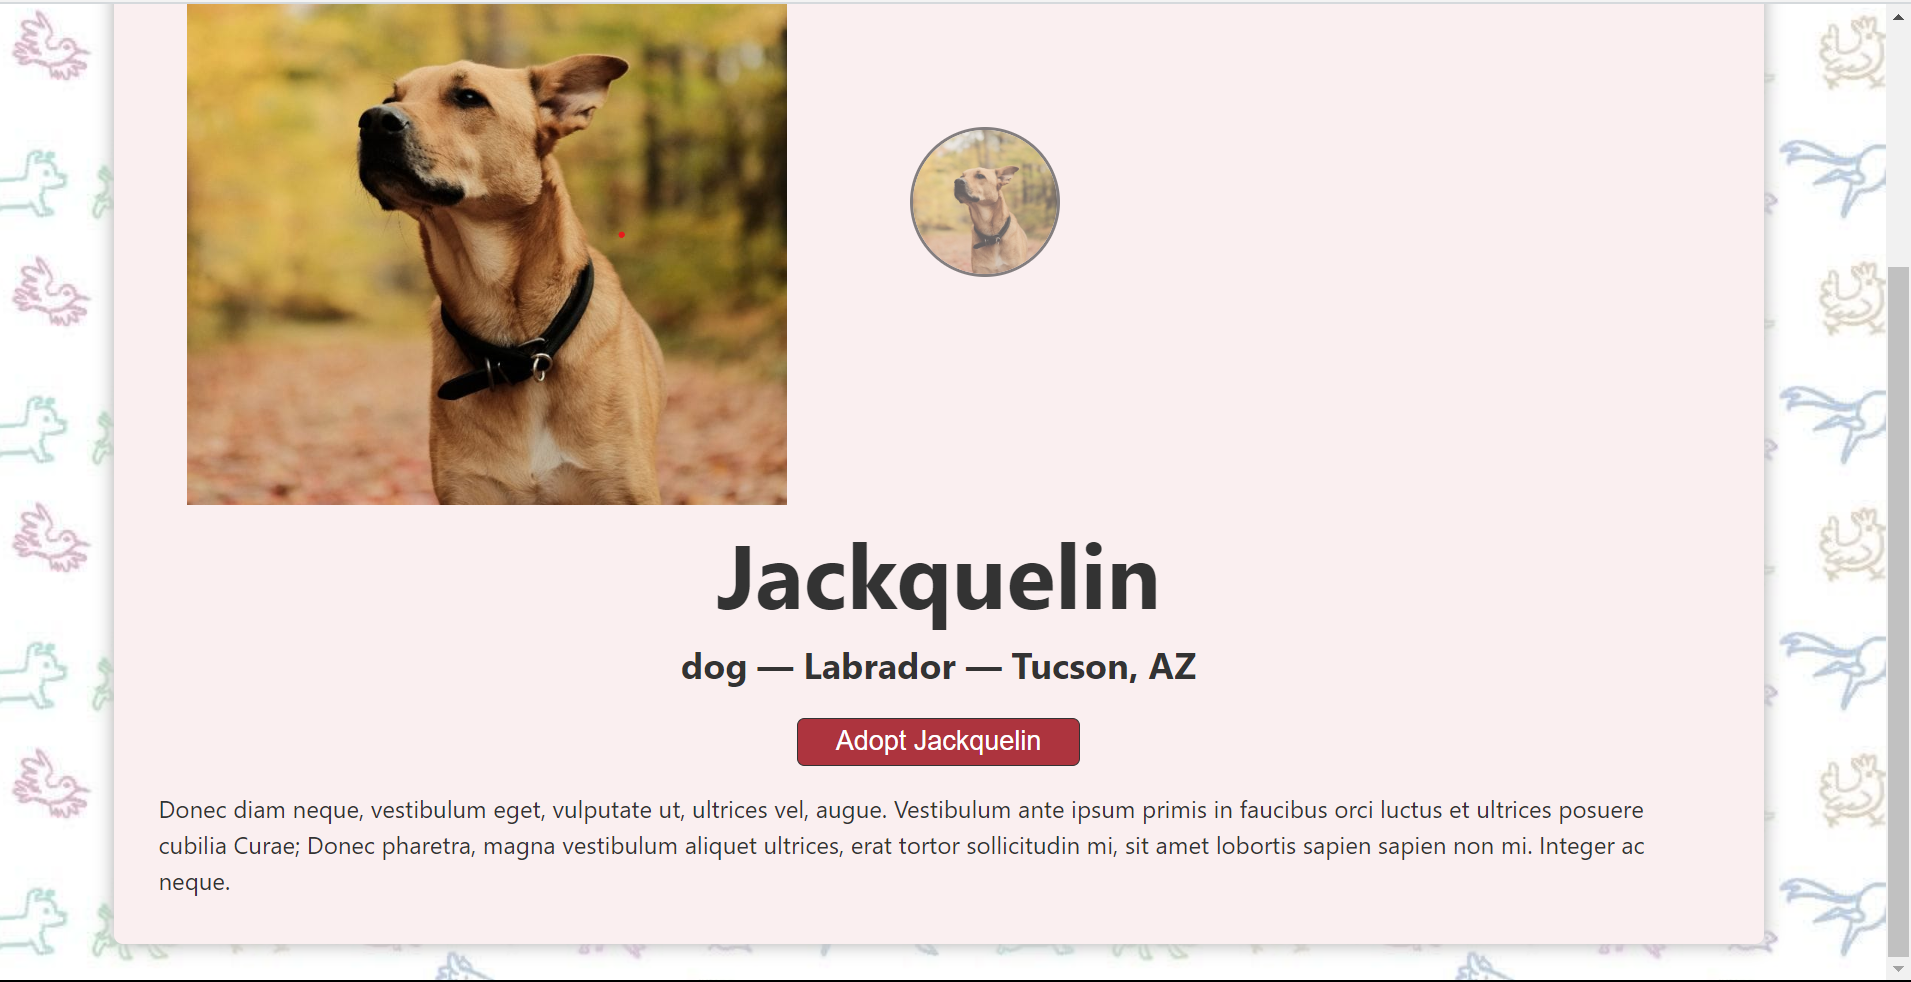 Jackquelin
dog — Labrador — Tucson, AZ
Adopt Jackquelin
Donec diam neque, vestibulum eget, vulputate ut, ultrices vel, augue. Vestibulum ante ipsum primis in faucibus orci luctus et ultrices posuere
cubilia Curae; Donec pharetra, magna vestibulum aliquet ultrices, erat tortor sollicitudin mi, sit amet lobortis sapien sapien non mi. Integer ac
neque.